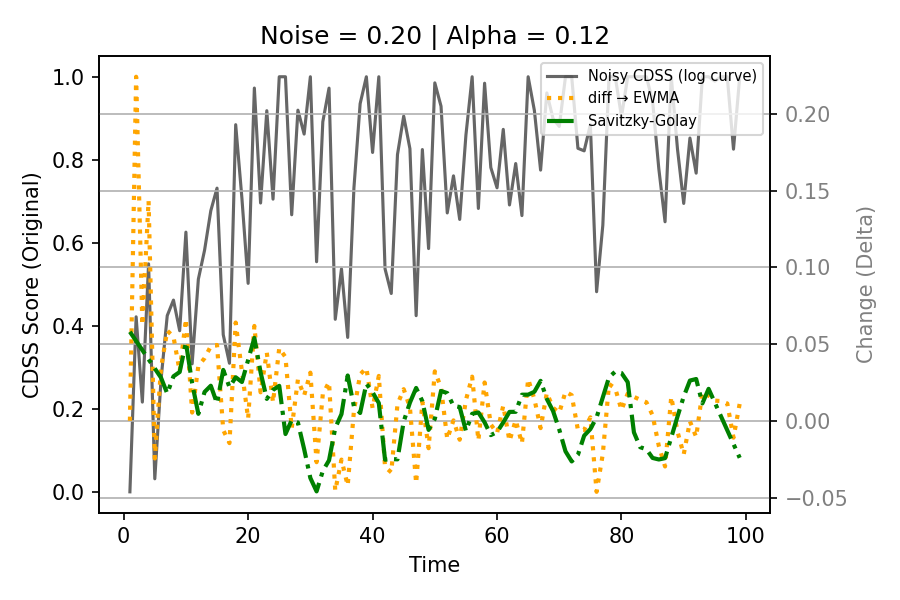 Noise = 0.20 | Alpha = 0.12
Noisy CDSS (log curve)
diff → EWMA
Savitzky-Golay
CDSS Score (Original)
1.0
0.8
0.6
0.4
0.2
0.0
0.20
0.15
0.10
0.05
0.00
−0.05
Change (Delta)
0
20
40
60
80
100
Time